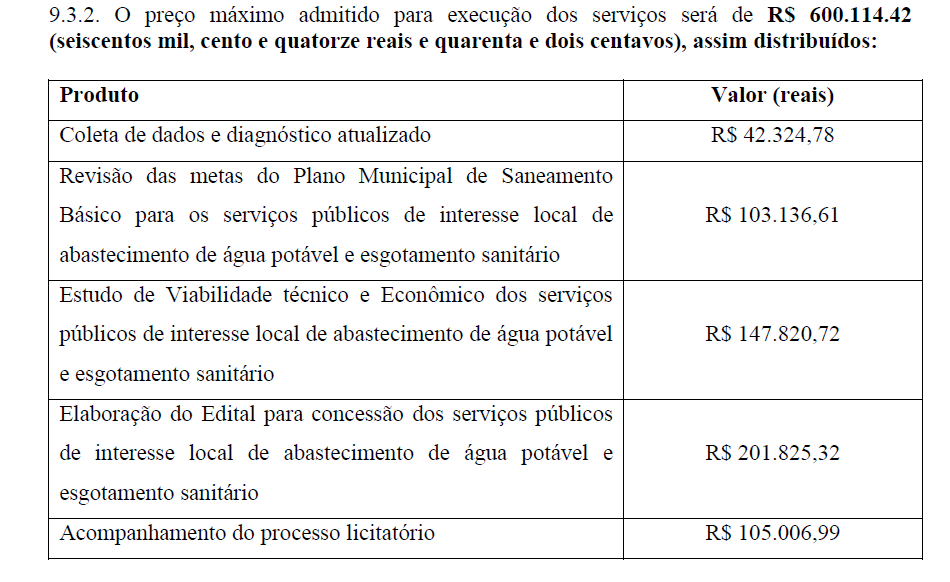 9.3.2. O preço máximo admitido para execução dos serviços será de R$ 600.114.42
(seiscentos mil, cento e quatorze reais e quarenta e dois centavos), assim distribuídos:
Produto Valor (reais)
Coleta de dados e diagnóstico atualizado R$ 42.324,78
Revisão das metas do Plano Municipal de Saneamento
Básico para os serviços públicos de interesse local de
abastecimento de água potável e esgotamento sanitário
R$ 103.136,61
Estudo de Viabilidade técnico e Econômico dos serviços
públicos de interesse local de abastecimento de água potável
e esgotamento sanitário
R$ 147.820,72
Elaboração do Edital para concessão dos serviços públicos
de interesse local de abastecimento de água potável e
esgotamento sanitário
R$ 201.825,32
Acompanhamento do processo licitatório R$ 105.006,99